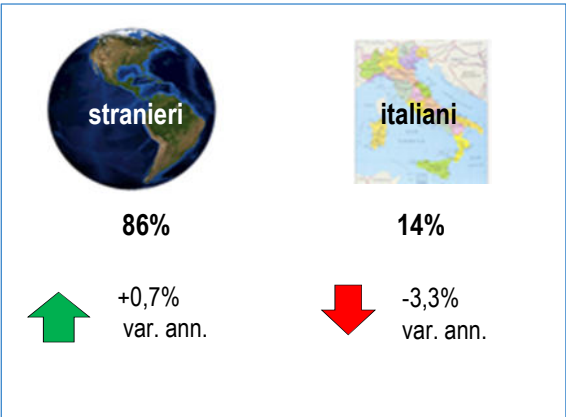 stranieri
italiani
86%
14%
+0,7%
var. ann.
-3,3%
var. ann.